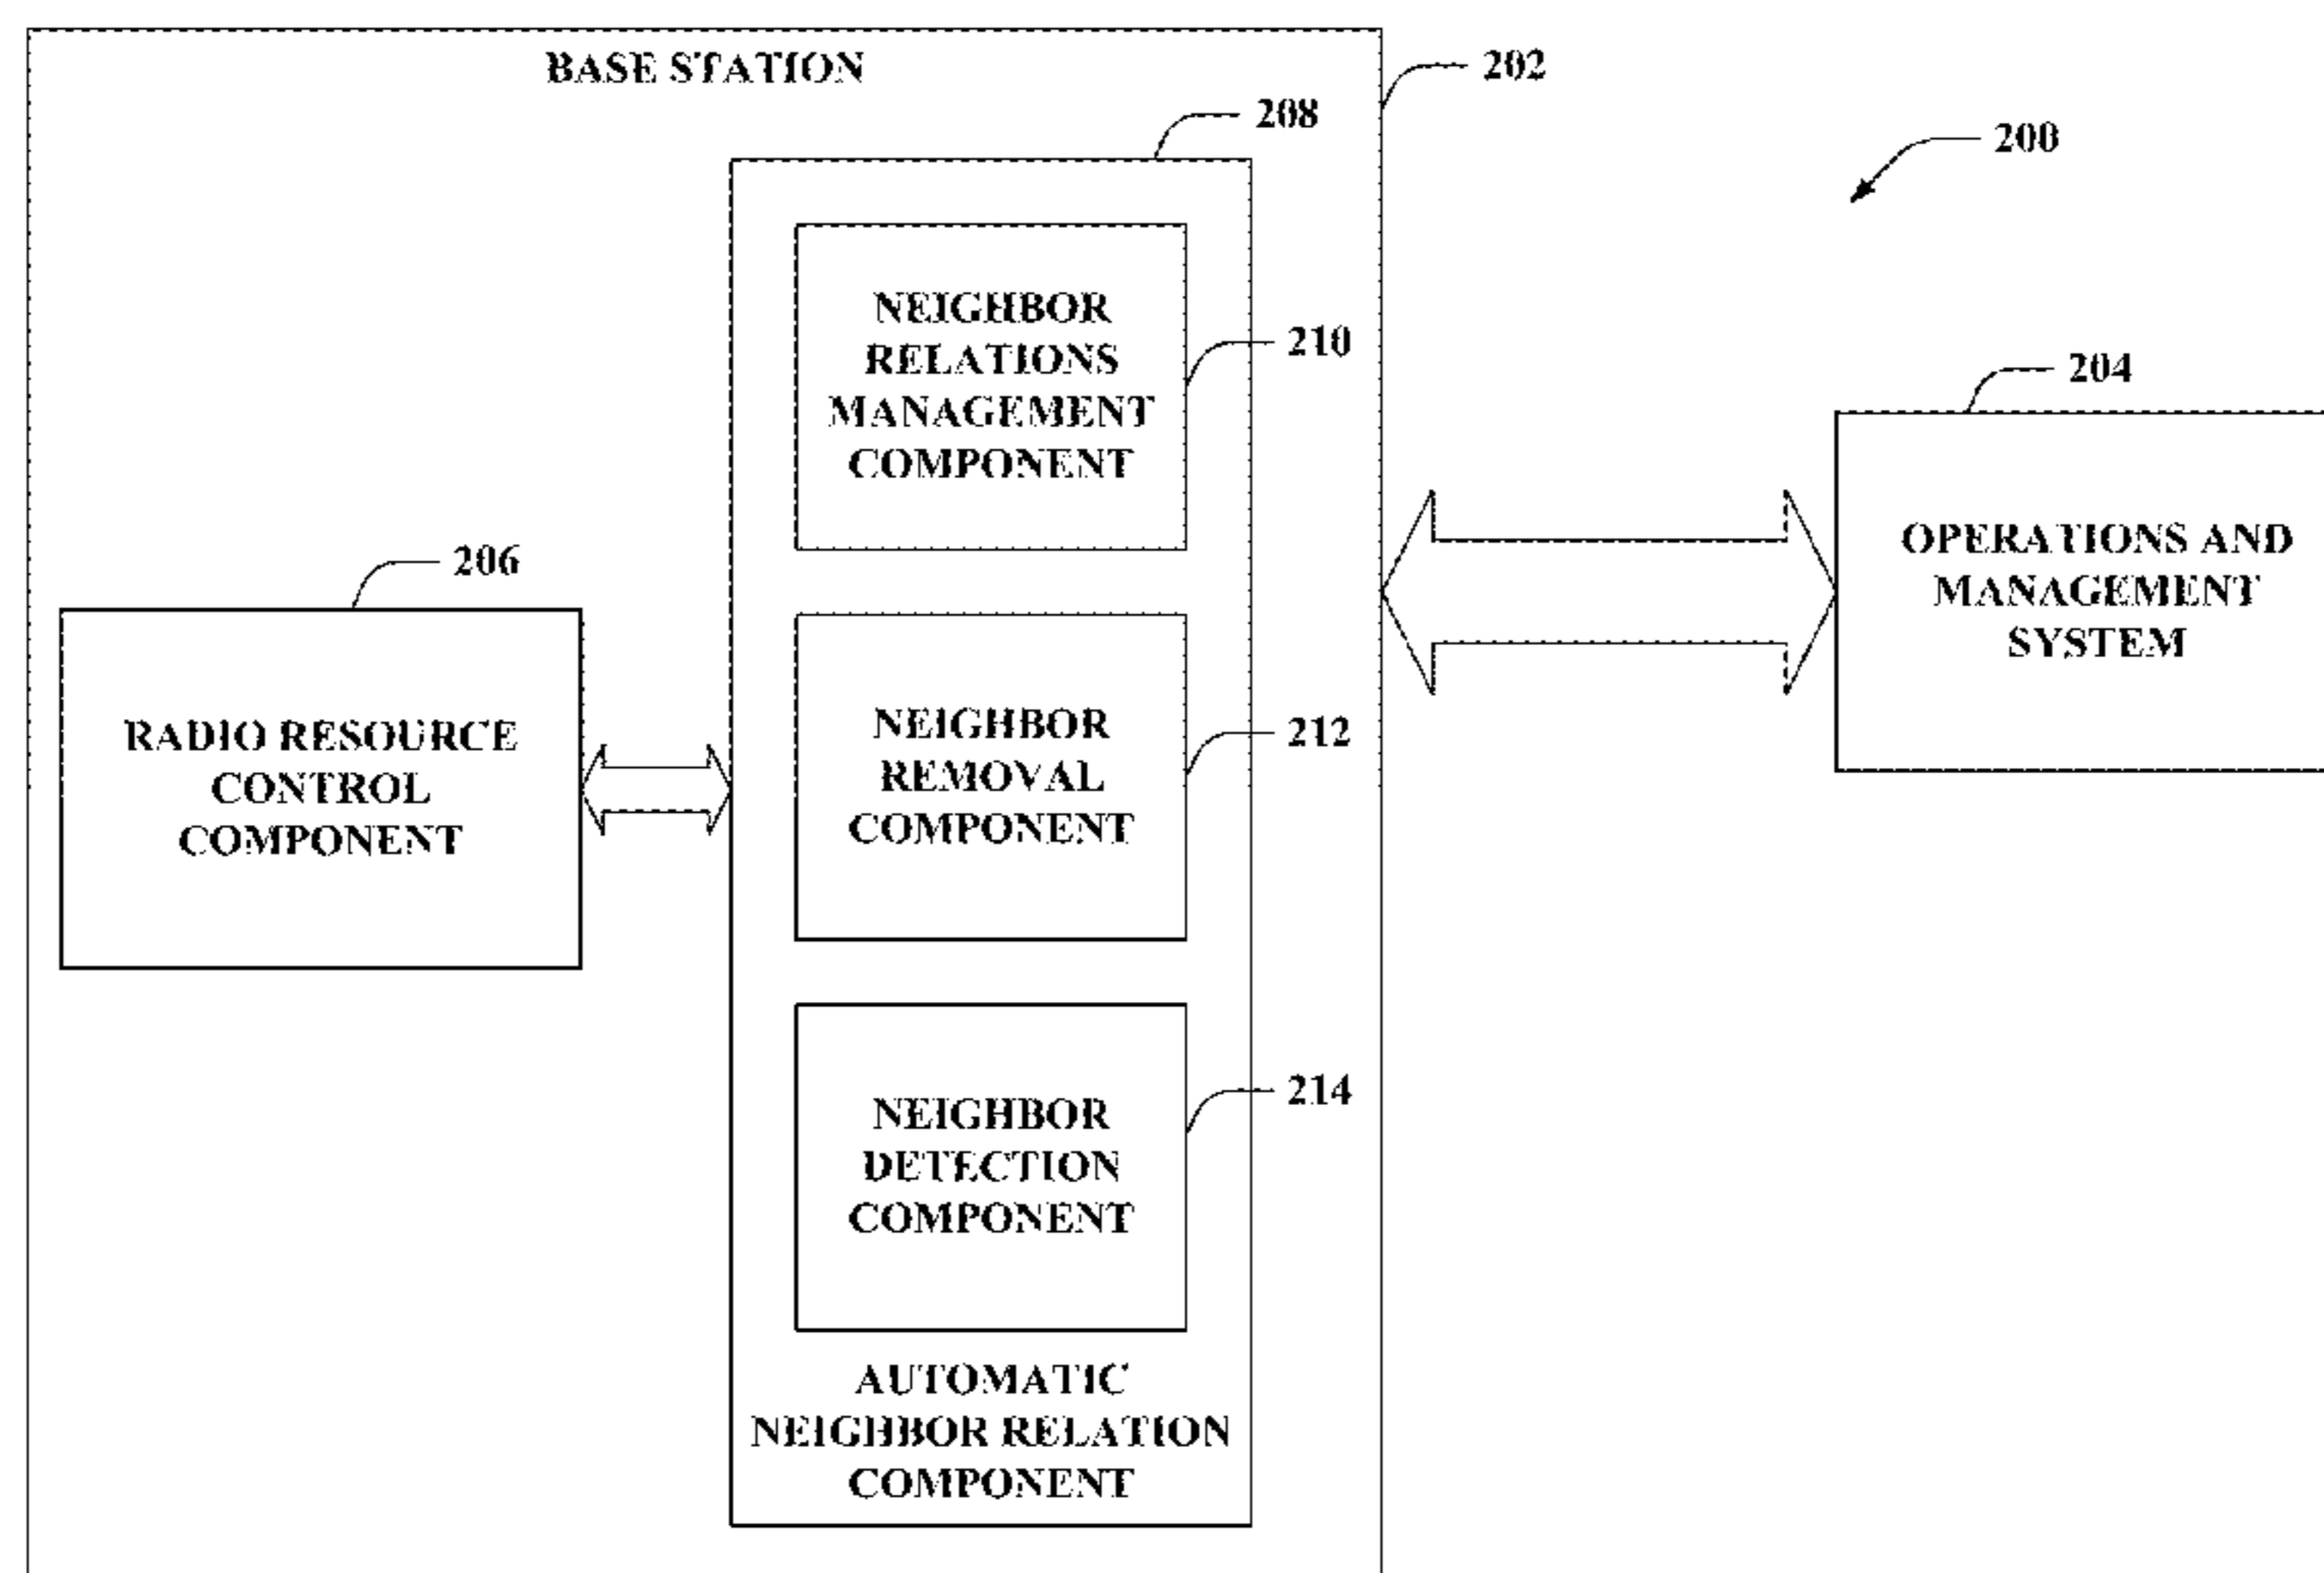 BASE STATION
202
208
200
NEIGHBOR
RELATIONS
MANAGEMENT
COMPONENT
210
204
OPERATIONS AND
MANAGEMENT
SYSTEM
206
RADIO RESOURCE
CONTROL
COMPONENT
NEIGHBOR
REMOVAL
COMPONENT
212
NEIGHBOR
DETECTION
COMPONENT
214
AUTOMATIC
NEIGHBOR RELATION
COMPONENT